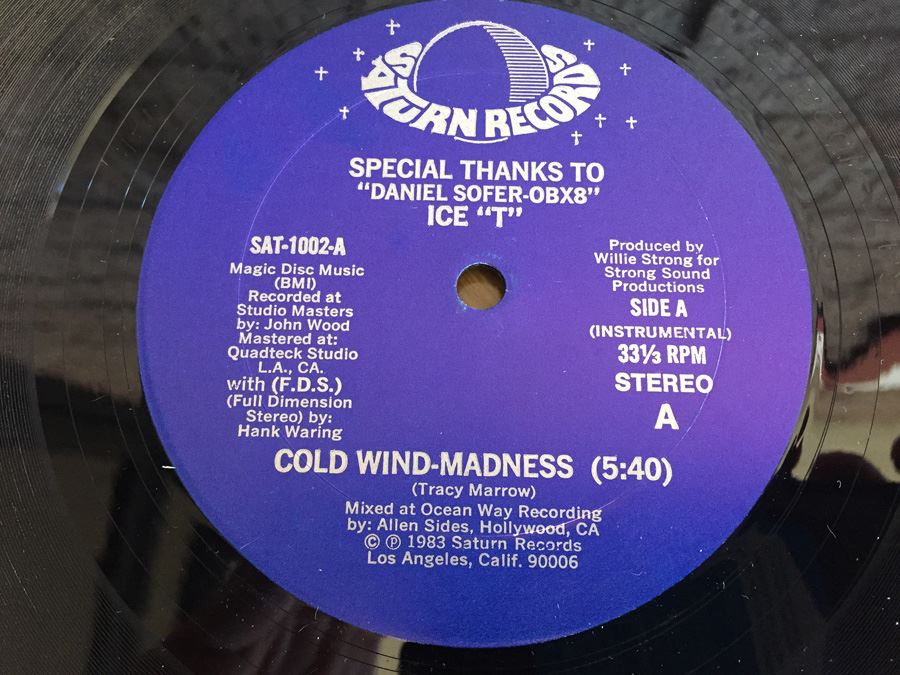 SATURN RECORDS
SPECIAL THANKS TO
"DANIEL SOFER-OBX8"
ICE "T"
SAT-1002-A
Magic Disc Music
(BMI)
Recorded at
Studio Masters
by: John Wood
Mastered at:
Quadteck Studio
L.A., CA.
with (F.D.S.)
(Full Dimension
Stereo) by:
Hank Waring
Produced by
Willie Strong for
Strong Sound
Productions
SIDE A
(INSTRUMENTAL)
33⅓ RPM
STEREO
A
COLD WIND-MADNESS (5:40)
(Tracy Marrow)
Mixed at Ocean Way Recording
by: Allen Sides, Hollywood, CA
© ℗ 1983 Saturn Records
Los Angeles, Calif. 90006